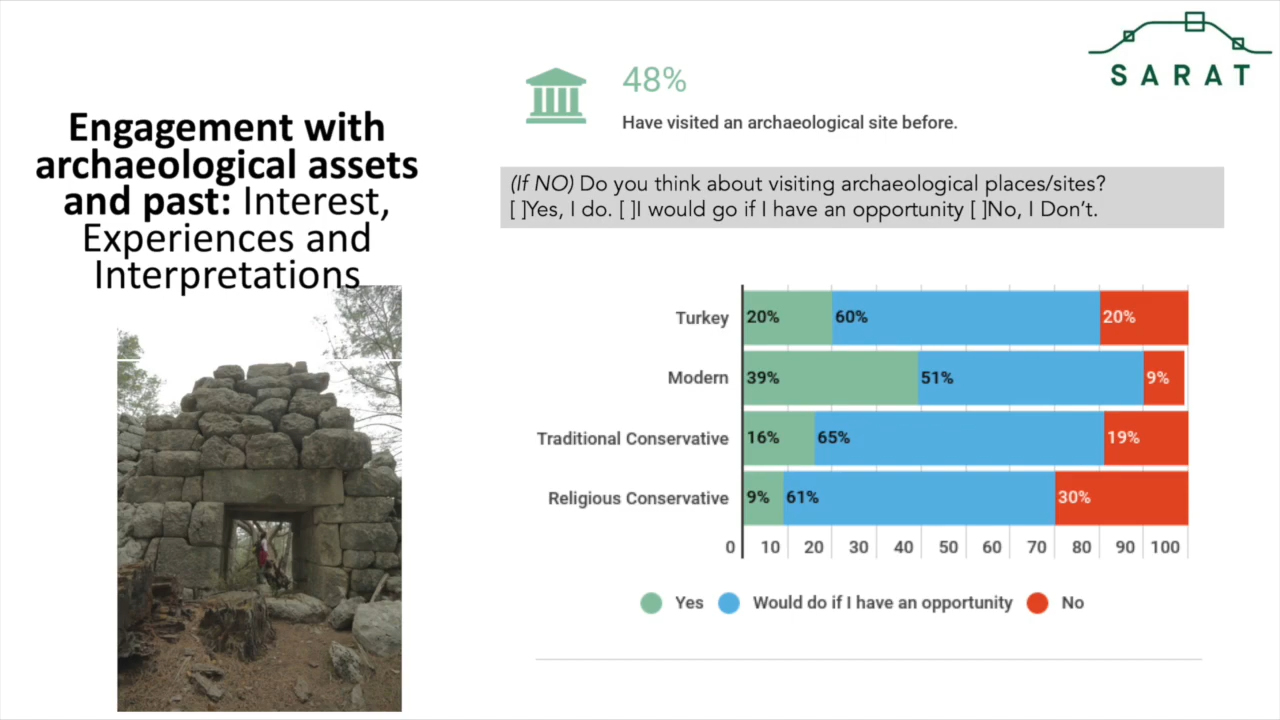 Engagement with
archaeological assets
and past: Interest,
Experiences and
Interpretations
SARAT
48%
Have visited an archaeological site before.
(If NO) Do you think about visiting archaeological places/sites?
[ ]Yes, I do. [ ]I would go if I have an opportunity [ ]No, I Don't.
Turkey 20% 60% 20%
Modern 39% 51% 9%
Traditional Conservative 16% 65% 19%
Religious Conservative 9% 61% 30%
0 10 20 30 40 50 60 70 80 90 100
Yes Would do if I have an opportunity No